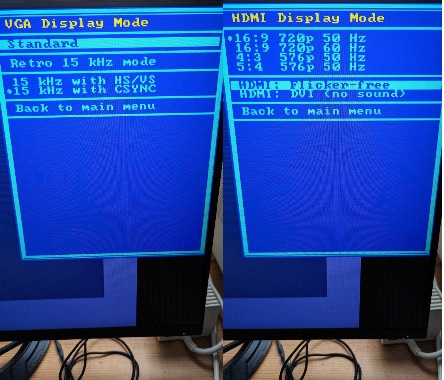 VGA Display Mode
Standard
Retro 15 kHz mode
15 kHz with HS/VS
•15 kHz with CSYNC
Back to main menu
HDMI Display Mode
•16:9 720p 50 Hz
16:9 720p 60 Hz
4:3 576p 50 Hz
5:4 576p 50 Hz
HDMI: Flicker-free
HDMI: DVI (no sound)
Back to main menu